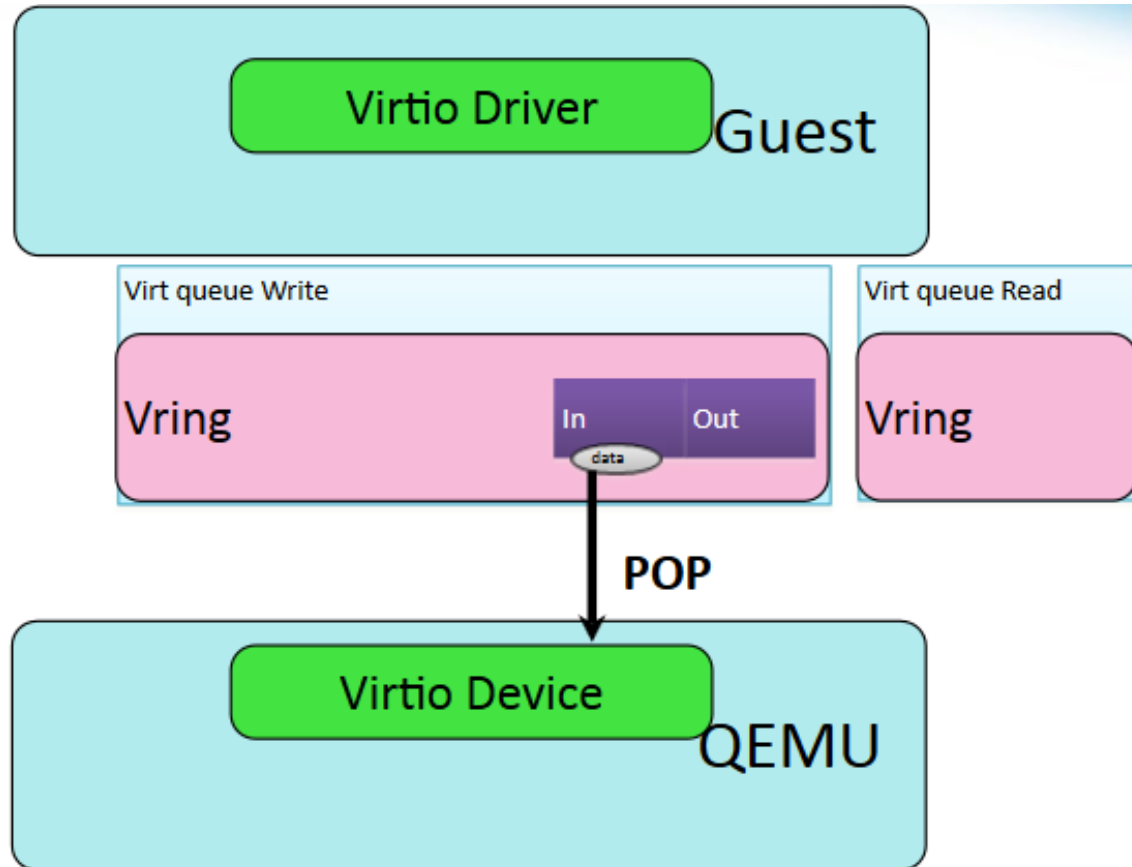 Virtio Driver
Guest
Virt queue Write
Virt queue Read
Vring
In
Out
Vring
data
POP
Virtio Device
QEMU